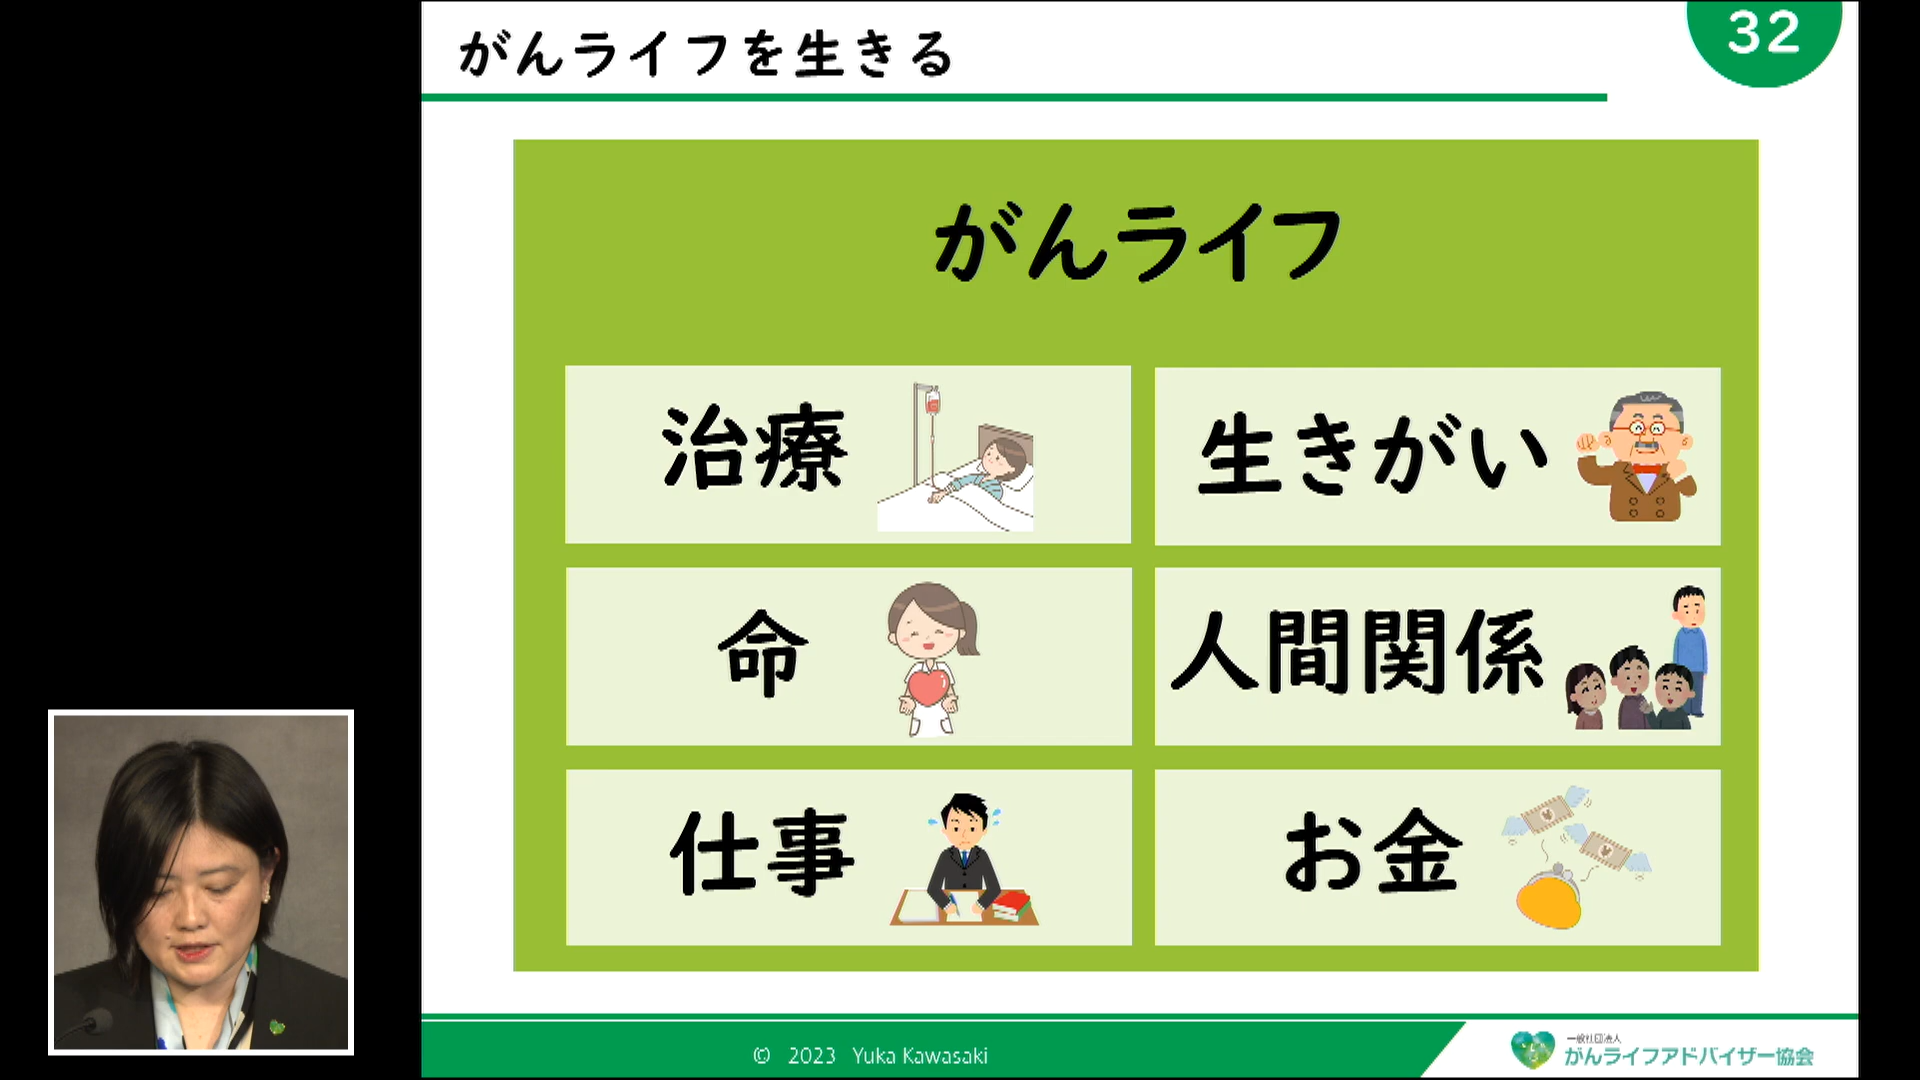 がんライフを生きる
32
がんライフ
治療
生きがい
命
人間関係
仕事
お金
© 2023 Yuka Kawasaki
一般社団法人
がんライフアドバイザー協会